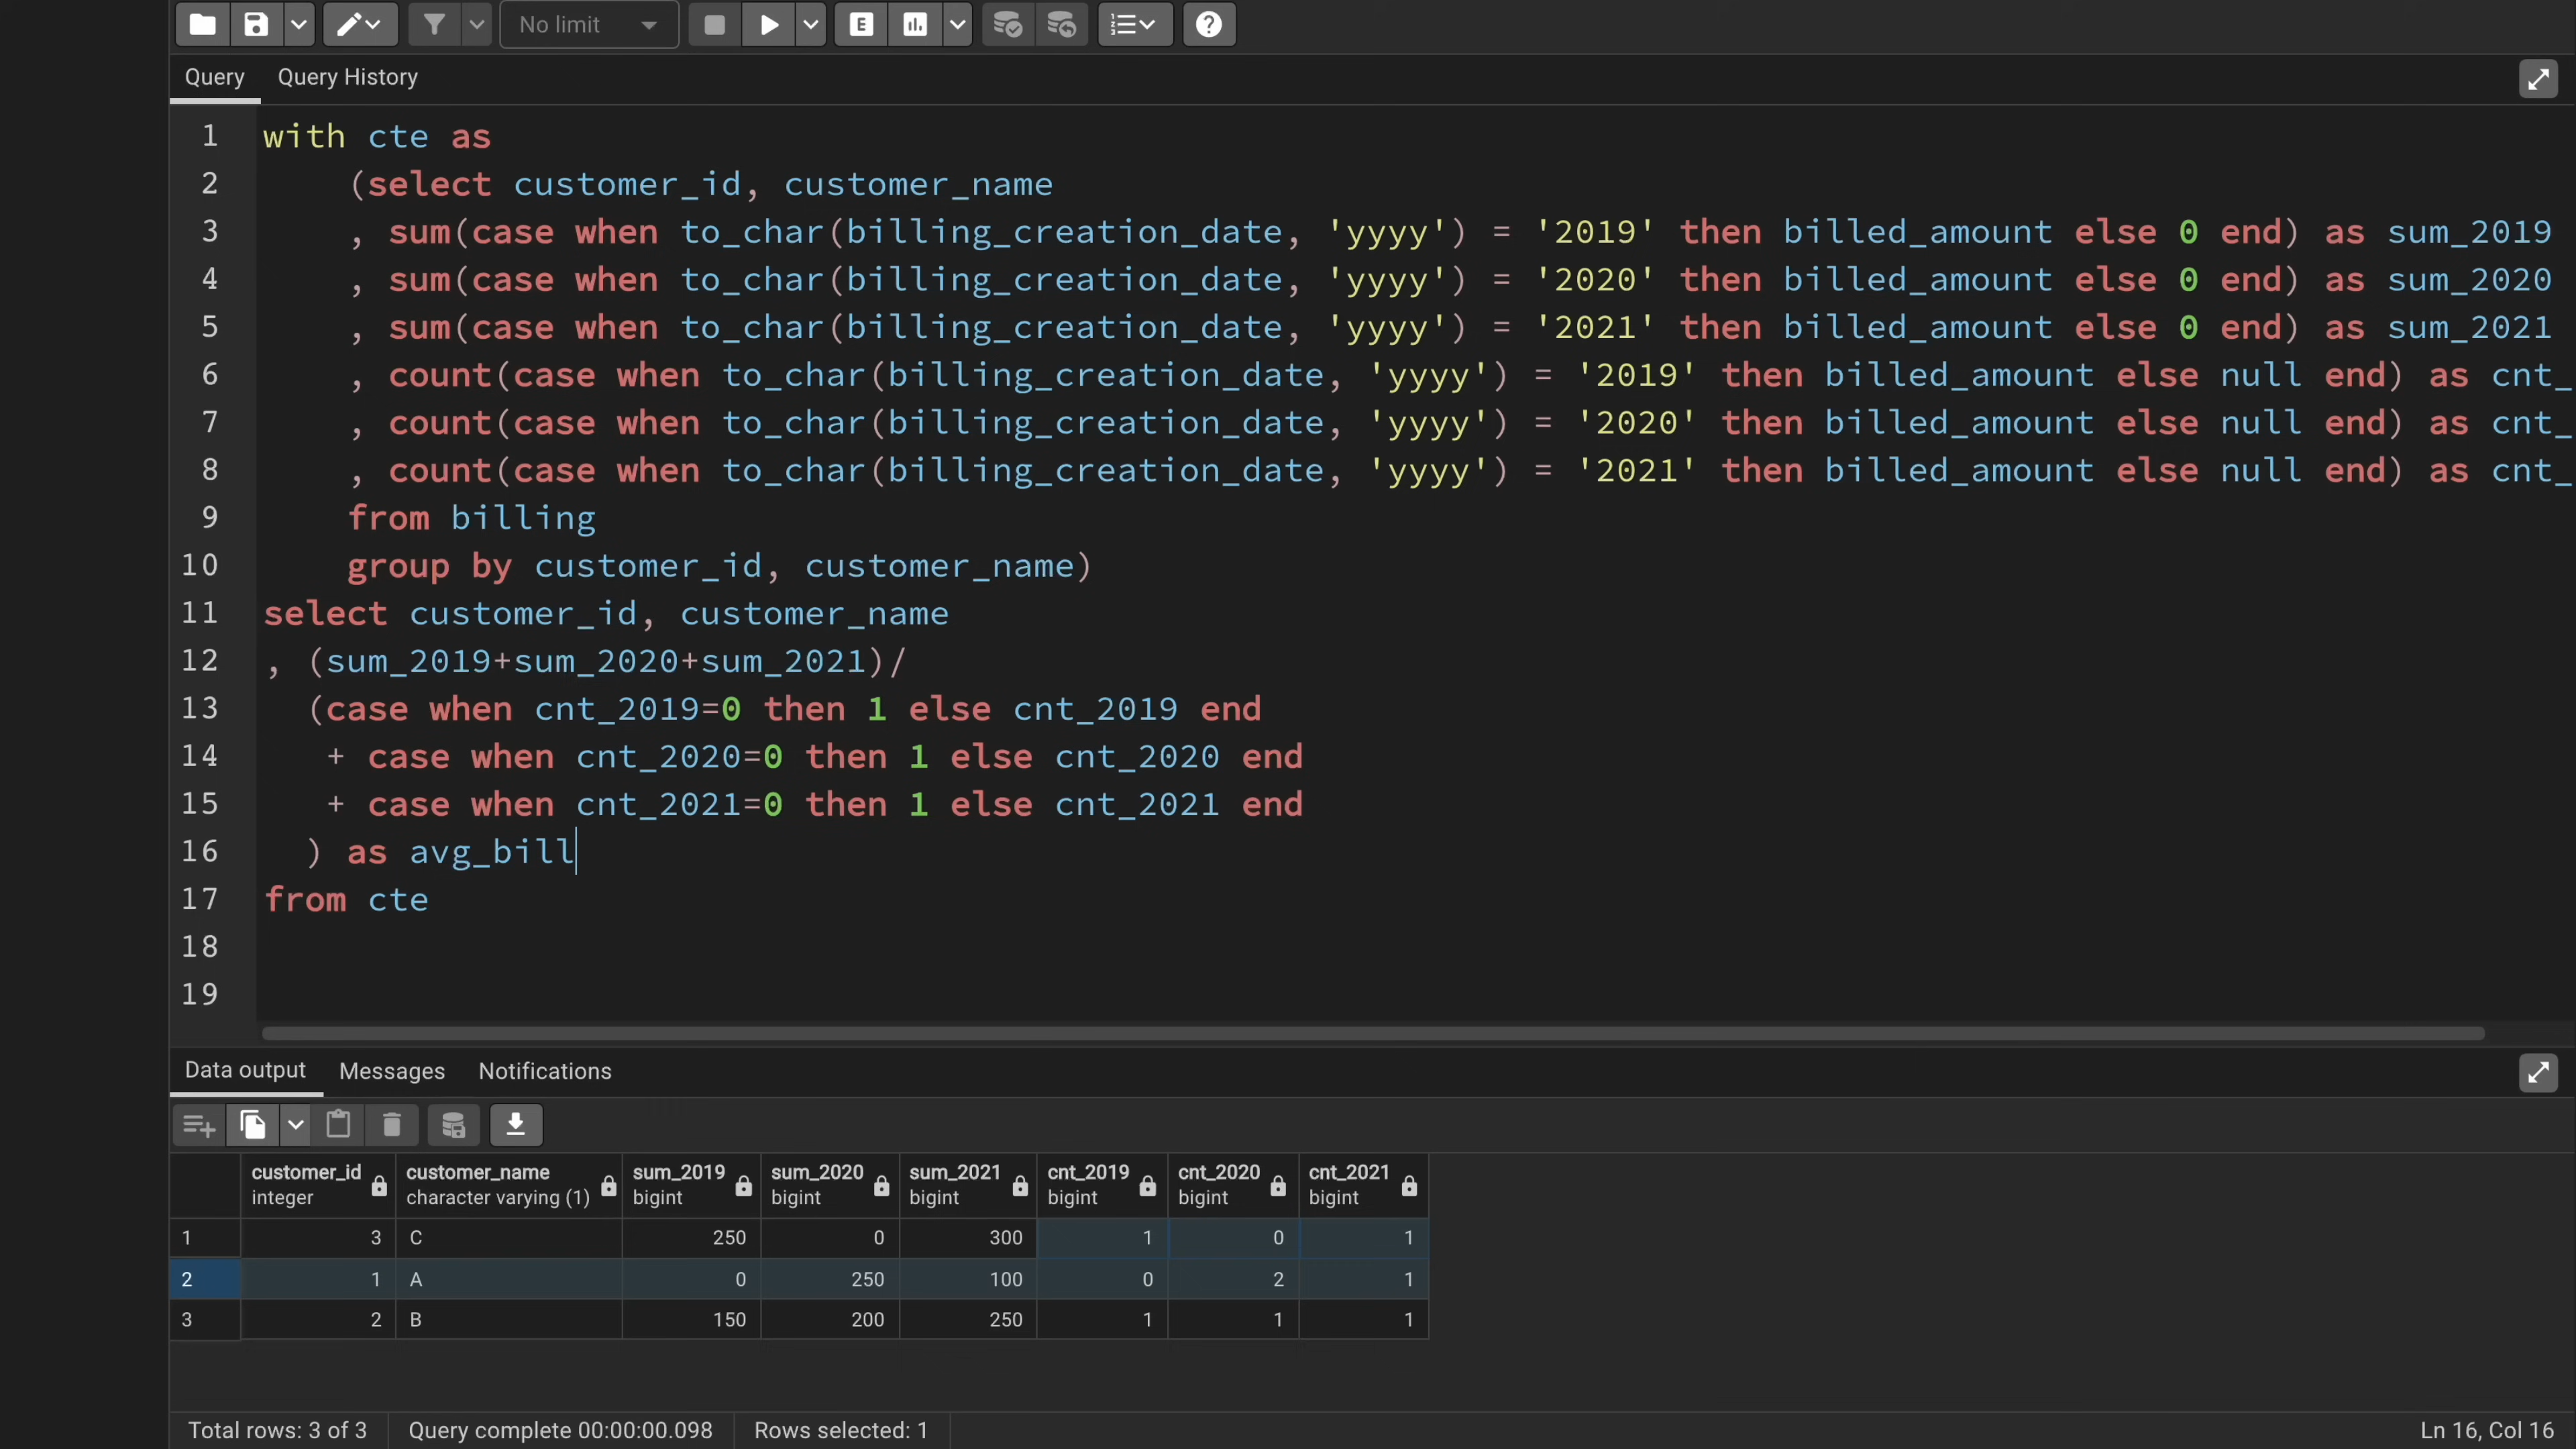 No limit
E
Query Query History
1 with cte as
2 (select customer_id, customer_name
3 , sum(case when to_char(billing_creation_date, 'yyyy') = '2019' then billed_amount else 0 end) as sum_2019
4 , sum(case when to_char(billing_creation_date, 'yyyy') = '2020' then billed_amount else 0 end) as sum_2020
5 , sum(case when to_char(billing_creation_date, 'yyyy') = '2021' then billed_amount else 0 end) as sum_2021
6 , count(case when to_char(billing_creation_date, 'yyyy') = '2019' then billed_amount else null end) as cnt_
7 , count(case when to_char(billing_creation_date, 'yyyy') = '2020' then billed_amount else null end) as cnt_
8 , count(case when to_char(billing_creation_date, 'yyyy') = '2021' then billed_amount else null end) as cnt_
9 from billing
10 group by customer_id, customer_name)
11 select customer_id, customer_name
12 , (sum_2019+sum_2020+sum_2021)/
13 (case when cnt_2019=0 then 1 else cnt_2019 end
14 + case when cnt_2020=0 then 1 else cnt_2020 end
15 + case when cnt_2021=0 then 1 else cnt_2021 end
16 ) as avg_bill
17 from cte
18
19
Data output Messages Notifications
customer_id customer_name sum_2019 sum_2020 sum_2021 cnt_2019 cnt_2020 cnt_2021
integer character varying (1) bigint bigint bigint bigint bigint bigint
1 3 C 250 0 300 1 0 1
2 1 A 0 250 100 0 2 1
3 2 B 150 200 250 1 1 1
Total rows: 3 of 3 Query complete 00:00:00.098 Rows selected: 1 Ln 16, Col 16